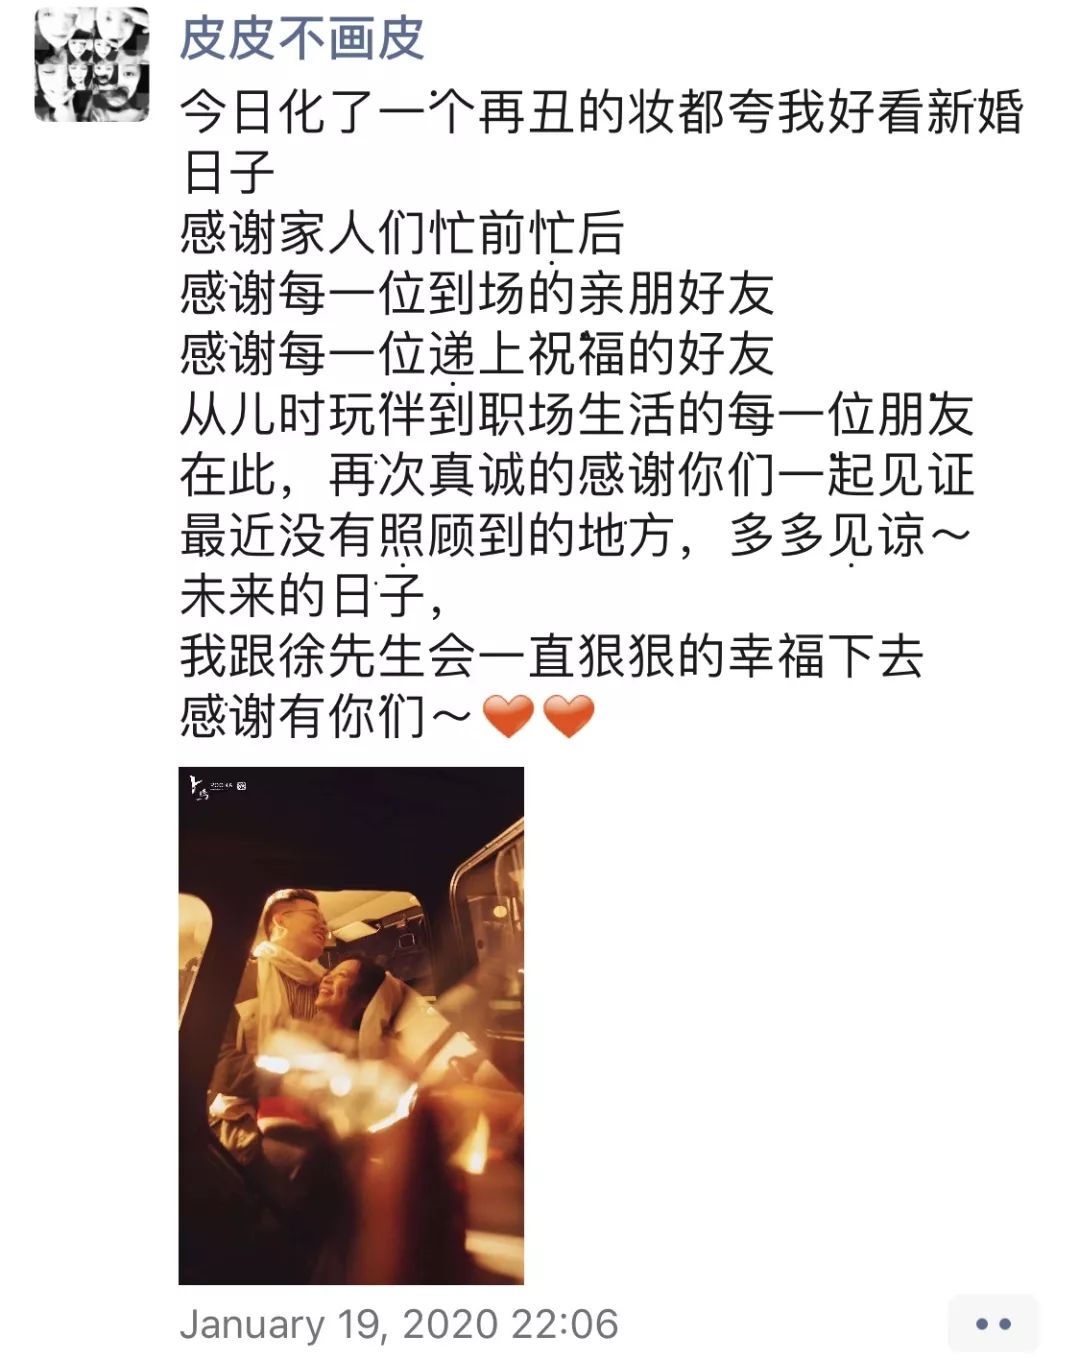 皮皮不画皮
今日化了一个再丑的妆都夸我好看新婚
日子
感谢家人们忙前忙后
感谢每一位到场的亲朋好友
感谢每一位递上祝福的好友
从儿时玩伴到职场生活的每一位朋友
在此，再次真诚的感谢你们一起见证
最近没有照顾到的地方，多多见谅～
未来的日子，
我跟徐先生会一直狠狠的幸福下去
感谢有你们～❤️❤️
January 19, 2020 22:06